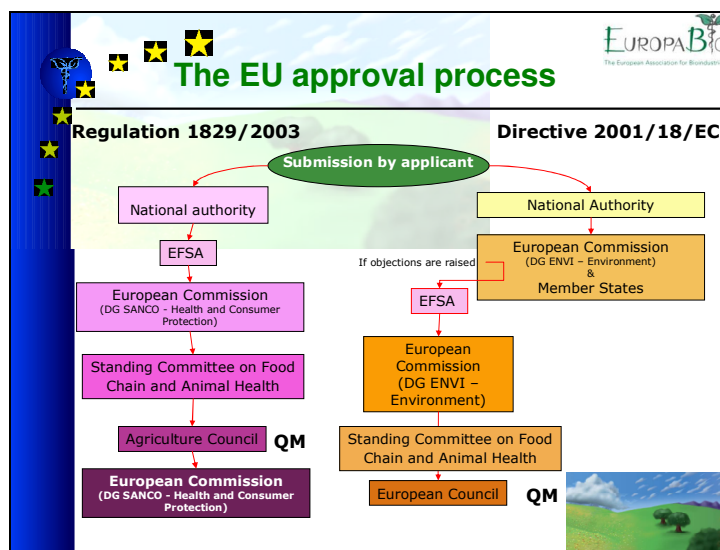 EUROPABIO
The European Association for Bioindustries
The EU approval process
Regulation 1829/2003
Directive 2001/18/EC
Submission by applicant
National authority
EFSA
European Commission
(DG SANCO - Health and Consumer
Protection)
Standing Committee on Food
Chain and Animal Health
Agriculture Council
QM
European Commission
(DG SANCO - Health and Consumer
Protection)
National Authority
European Commission
(DG ENVI – Environment)
&
Member States
If objections are raised
EFSA
European
Commission
(DG ENVI –
Environment)
Standing Committee on Food
Chain and Animal Health
European Council
QM